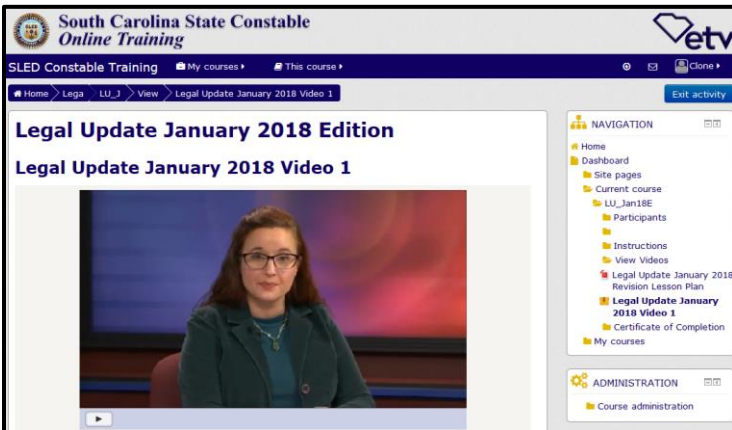 South Carolina State Constable
Online Training
etv
SLED Constable Training My courses This course Clone
Home Lega LU_J View Legal Update January 2018 Video 1 Exit activity
Legal Update January 2018 Edition
Legal Update January 2018 Video 1
NAVIGATION
Home
Dashboard
Site pages
Current course
LU_Jan18E
Participants
Instructions
View Videos
Legal Update January 2018
Revision Lesson Plan
Legal Update January
2018 Video 1
Certificate of Completion
My courses
ADMINISTRATION
Course administration